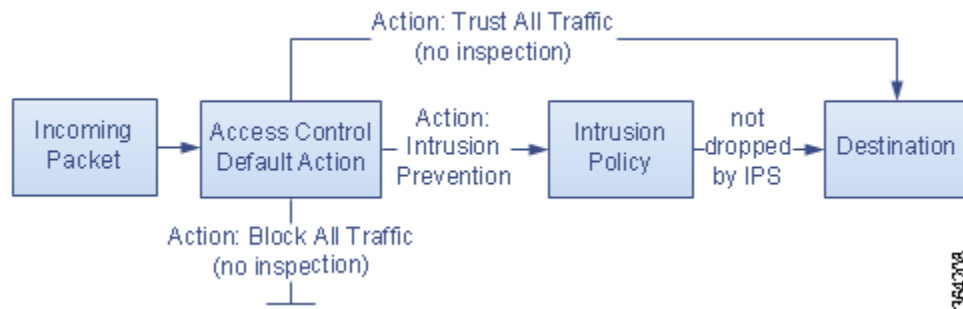 Action: Trust All Traffic
(no inspection)
Incoming
Packet
Access Control
Default Action
Action:
Intrusion
Prevention
Intrusion
Policy
not
dropped
by IPS
Destination
Action: Block All Traffic
(no inspection)